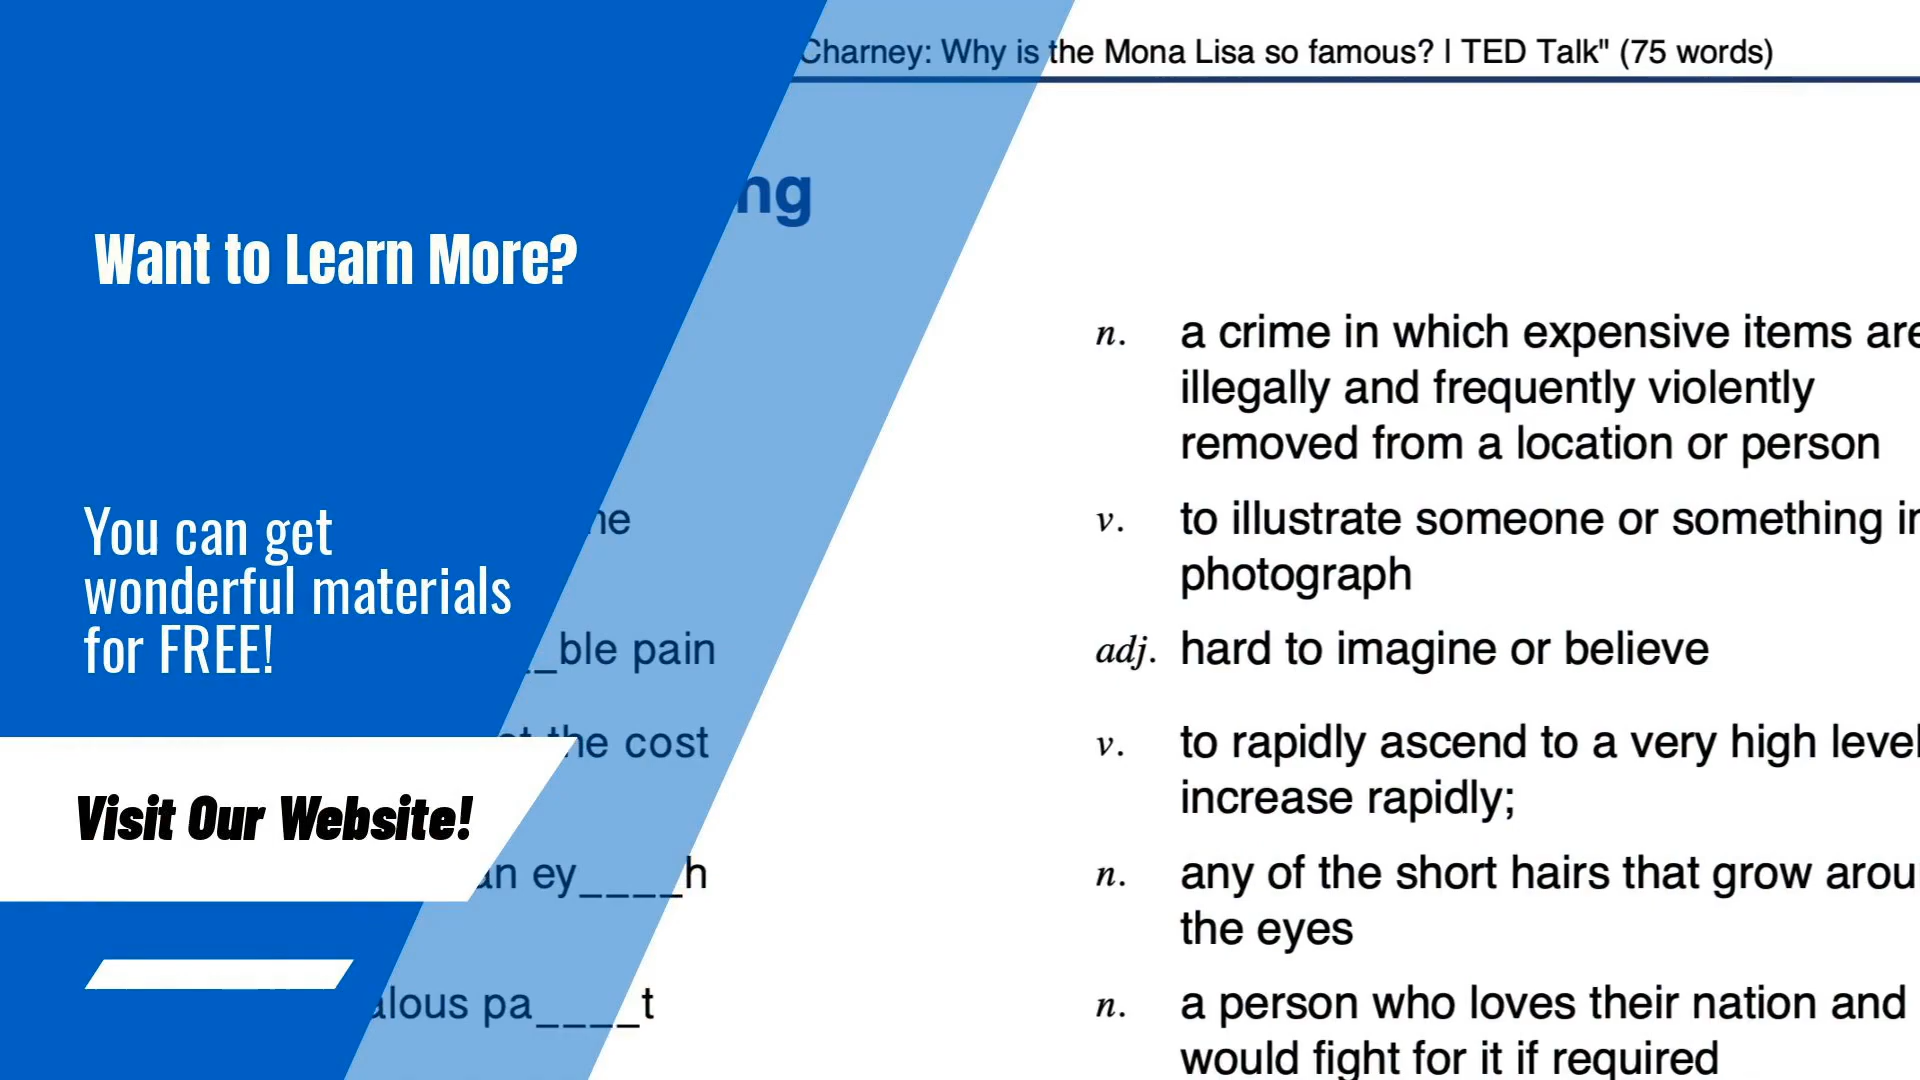 Charney: Why is the Mona Lisa so famous? | TED Talk" (75 words)
ng
Want to Learn More?
You can get
wonderful materials
for FREE!
Visit Our Website!
n. a crime in which expensive items are
illegally and frequently violently
removed from a location or person
v. to illustrate someone or something in
photograph
_ble pain adj. hard to imagine or believe
the cost v. to rapidly ascend to a very high level
increase rapidly;
an ey____h n. any of the short hairs that grow arou
the eyes
alous pa____t n. a person who loves their nation and
would fight for it if required